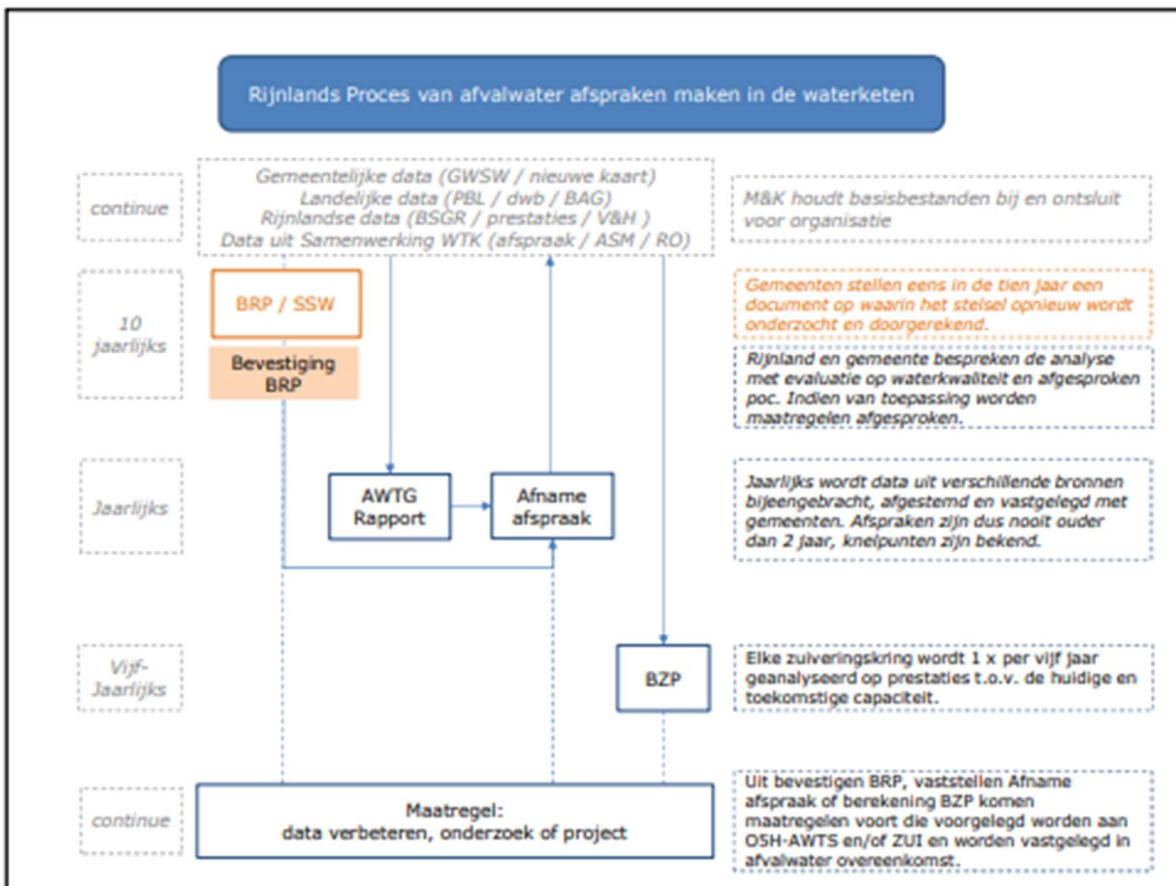 Rijnlands Proces van afvalwater afspraken maken in de waterketen
continue
Gemeentelijke data (GWSW / nieuwe kaart)
Landelijke data (PBL / dwb / BAG)
Rijnlandse data (BSGR / prestaties / V&H )
Data uit Samenwerking WTK (afspraak / ASM / RO)
M&K houdt basisbestanden bij en ontsluit
voor organisatie
10
jaarlijks
BRP / SSW
Bevestiging
BRP
Gemeenten stellen eens in de tien jaar een
document op waarin het stelsel opnieuw wordt
onderzocht en doorgerekend.
Rijnland en gemeente bespreken de analyse
met evaluatie op waterkwaliteit en afgesproken
poc. Indien van toepassing worden
maatregelen afgesproken.
Jaarlijks
AWTG
Rapport
Afname
afspraak
Jaarlijks wordt data uit verschillende bronnen
bijeengebracht, afgestemd en vastgelegd met
gemeenten. Afspraken zijn dus nooit ouder
dan 2 jaar, knelpunten zijn bekend.
Vijf-
Jaarlijks
BZP
Elke zuiveringskring wordt 1 x per vijf jaar
geanalyseerd op prestaties t.o.v. de huidige en
toekomstige capaciteit.
continue
Maatregel:
data verbeteren, onderzoek of project
Uit bevestigen BRP, vaststellen Afname
afspraak of berekening BZP komen
maatregelen voort die voorgelegd worden aan
O5H-AWTS en/of ZUI en worden vastgelegd in
afvalwater overeenkomst.